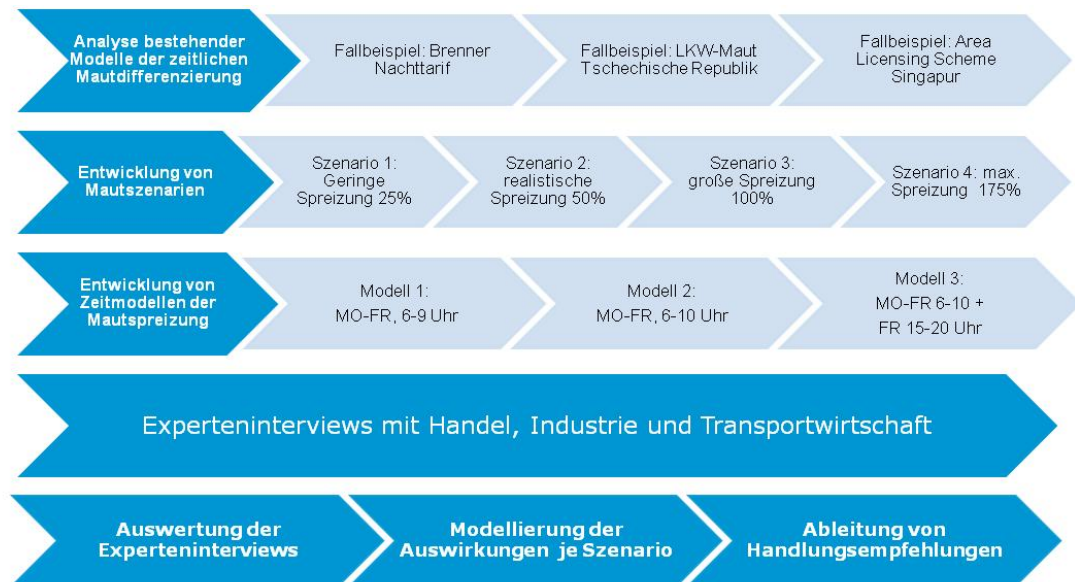 Analyse bestehender
Modelle der zeitlichen
Mautdifferenzierung
Fallbeispiel: Brenner
Nachttarif
Fallbeispiel: LKW-Maut
Tschechische Republik
Fallbeispiel: Area
Licensing Scheme
Singapur
Entwicklung von
Mautszenarien
Szenario 1:
Geringe
Spreizung 25%
Szenario 2:
realistische
Spreizung 50%
Szenario 3:
große Spreizung
100%
Szenario 4: max.
Spreizung 175%
Entwicklung von
Zeitmodellen der
Mautspreizung
Modell 1:
MO-FR, 6-9 Uhr
Modell 2:
MO-FR, 6-10 Uhr
Modell 3:
MO-FR 6-10 +
FR 15-20 Uhr
Experteninterviews mit Handel, Industrie und Transportwirtschaft
Auswertung der
Experteninterviews
Modellierung der
Auswirkungen je Szenario
Ableitung von
Handlungsempfehlungen